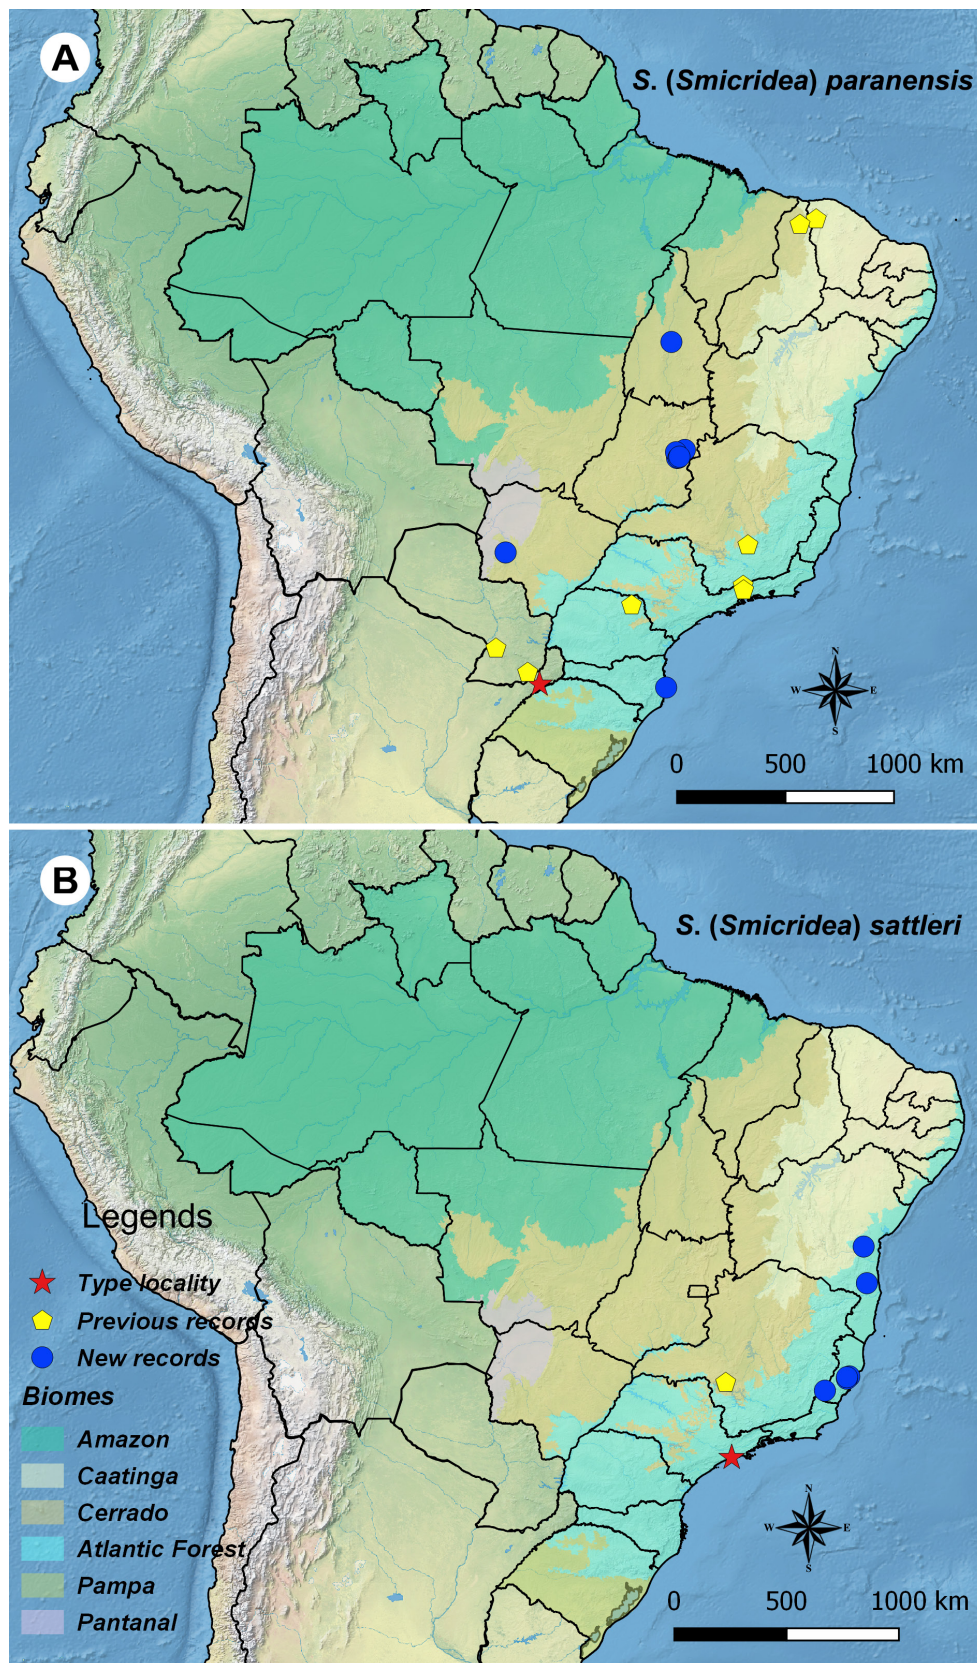 A
S. (Smicridea) paranensis
N
W E
S
0 500 1000 km
B
S. (Smicridea) sattleri
Legends
Type locality
Previous records
New records
Biomes
Amazon
Caatinga
Cerrado
Atlantic Forest
Pampa
Pantanal
N
W E
S
0 500 1000 km